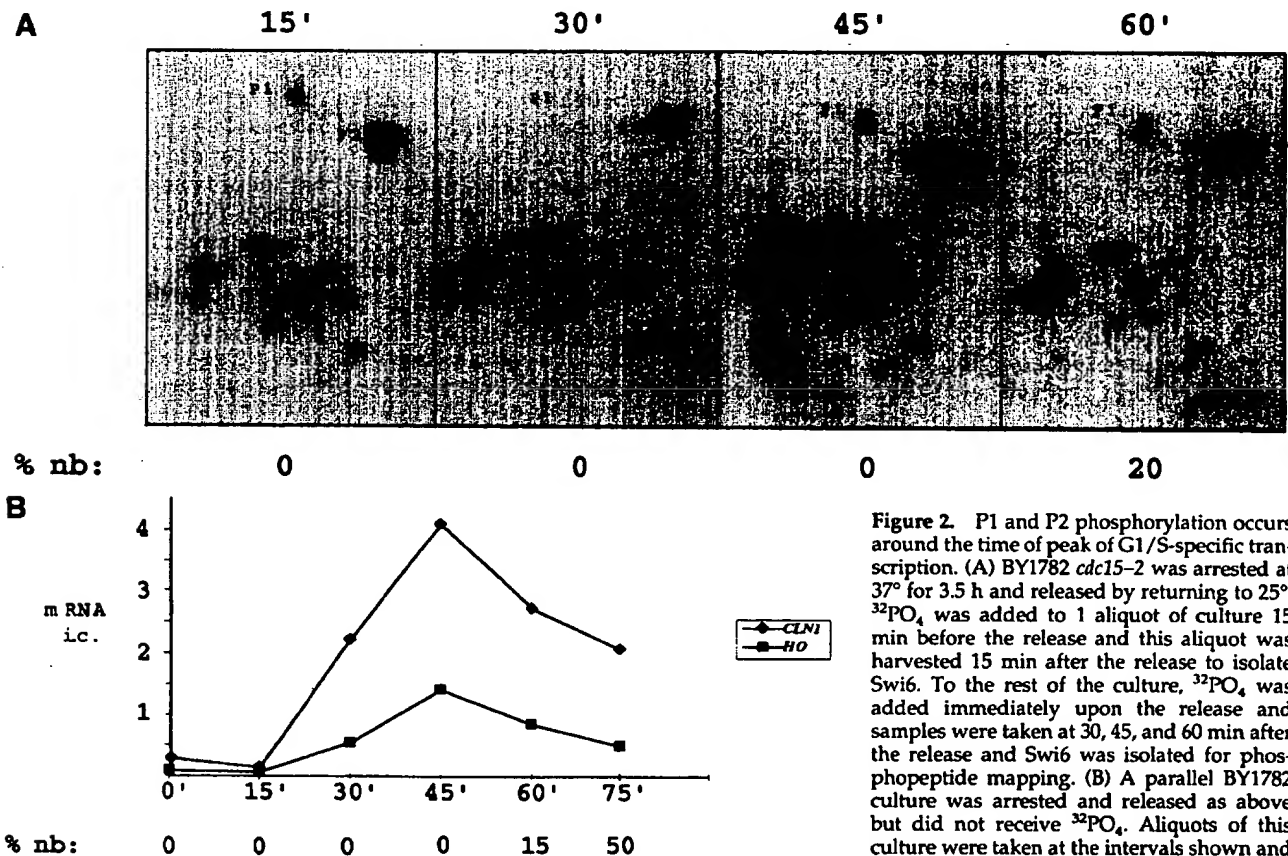 A
15' 30' 45' 60'
P1
% nb: 0 0 0 20
B
4
3
2
1
mRNA
i.c.
CLN1
HO
0' 15' 30' 45' 60' 75'
% nb: 0 0 0 0 15 50
Figure 2. P1 and P2 phosphorylation occurs
around the time of peak of G1/S-specific tran-
scription. (A) BY1782 cdc15–2 was arrested at
37° for 3.5 h and released by returning to 25°
³²PO₄ was added to 1 aliquot of culture 15
min before the release and this aliquot was
harvested 15 min after the release to isolate
Swi6. To the rest of the culture, ³²PO₄ was
added immediately upon the release and
samples were taken at 30, 45, and 60 min after
the release and Swi6 was isolated for phos-
phopeptide mapping. (B) A parallel BY1782
culture was arrested and released as above
but did not receive ³²PO₄. Aliquots of this
culture were taken at the intervals shown and